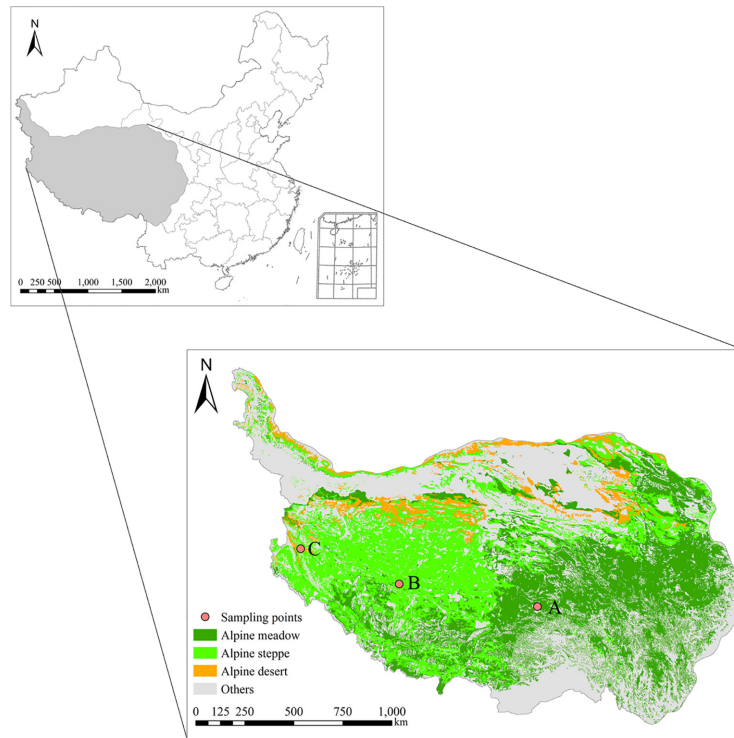 N
0 250 500 1,000 1,500 2,000
km
N
C
B
A
Sampling points
Alpine meadow
Alpine steppe
Alpine desert
Others
0 125 250 500 750 1,000
km